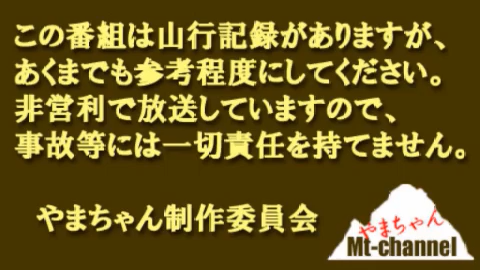 この番組は山行記録がありますが、
あくまでも参考程度にしてください。
非営利で放送していますので、
事故等には一切責任を持てません。
やまちゃん制作委員会
やまちゃん
Mt-channel